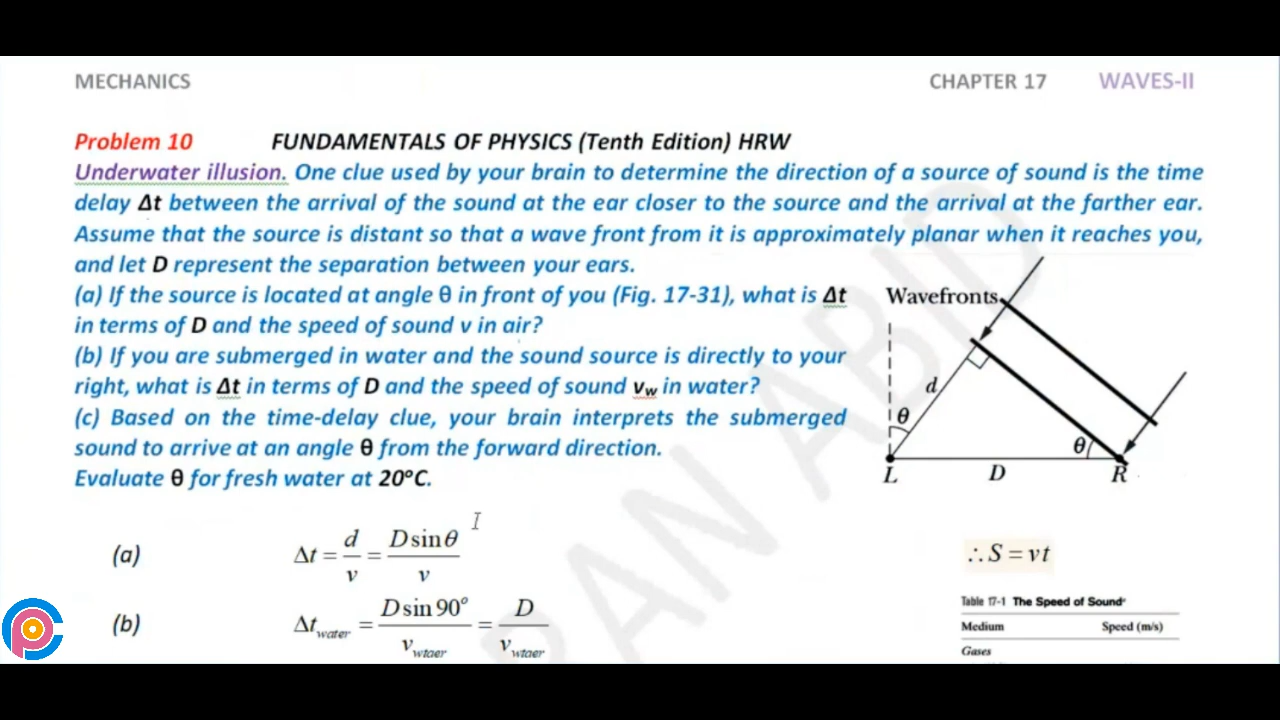 MECHANICS CHAPTER 17 WAVES-II
Problem 10 FUNDAMENTALS OF PHYSICS (Tenth Edition) HRW
Underwater illusion. One clue used by your brain to determine the direction of a source of sound is the time
delay Δt between the arrival of the sound at the ear closer to the source and the arrival at the farther ear.
Assume that the source is distant so that a wave front from it is approximately planar when it reaches you,
and let D represent the separation between your ears.
(a) If the source is located at angle θ in front of you (Fig. 17-31), what is Δt
in terms of D and the speed of sound v in air?
(b) If you are submerged in water and the sound source is directly to your
right, what is Δt in terms of D and the speed of sound vw in water?
(c) Based on the time-delay clue, your brain interprets the submerged
sound to arrive at an angle θ from the forward direction.
Evaluate θ for fresh water at 20°C.
Wavefronts
d
θ
θ
L D R
(a) Δt = d/v = D sin θ/v
∴ S = vt
(b) Δt water = D sin 90°/v wtaer = D/v wtaer
Table 17-1 The Speed of Sound
Medium Speed (m/s)
Gases
RAN ABID